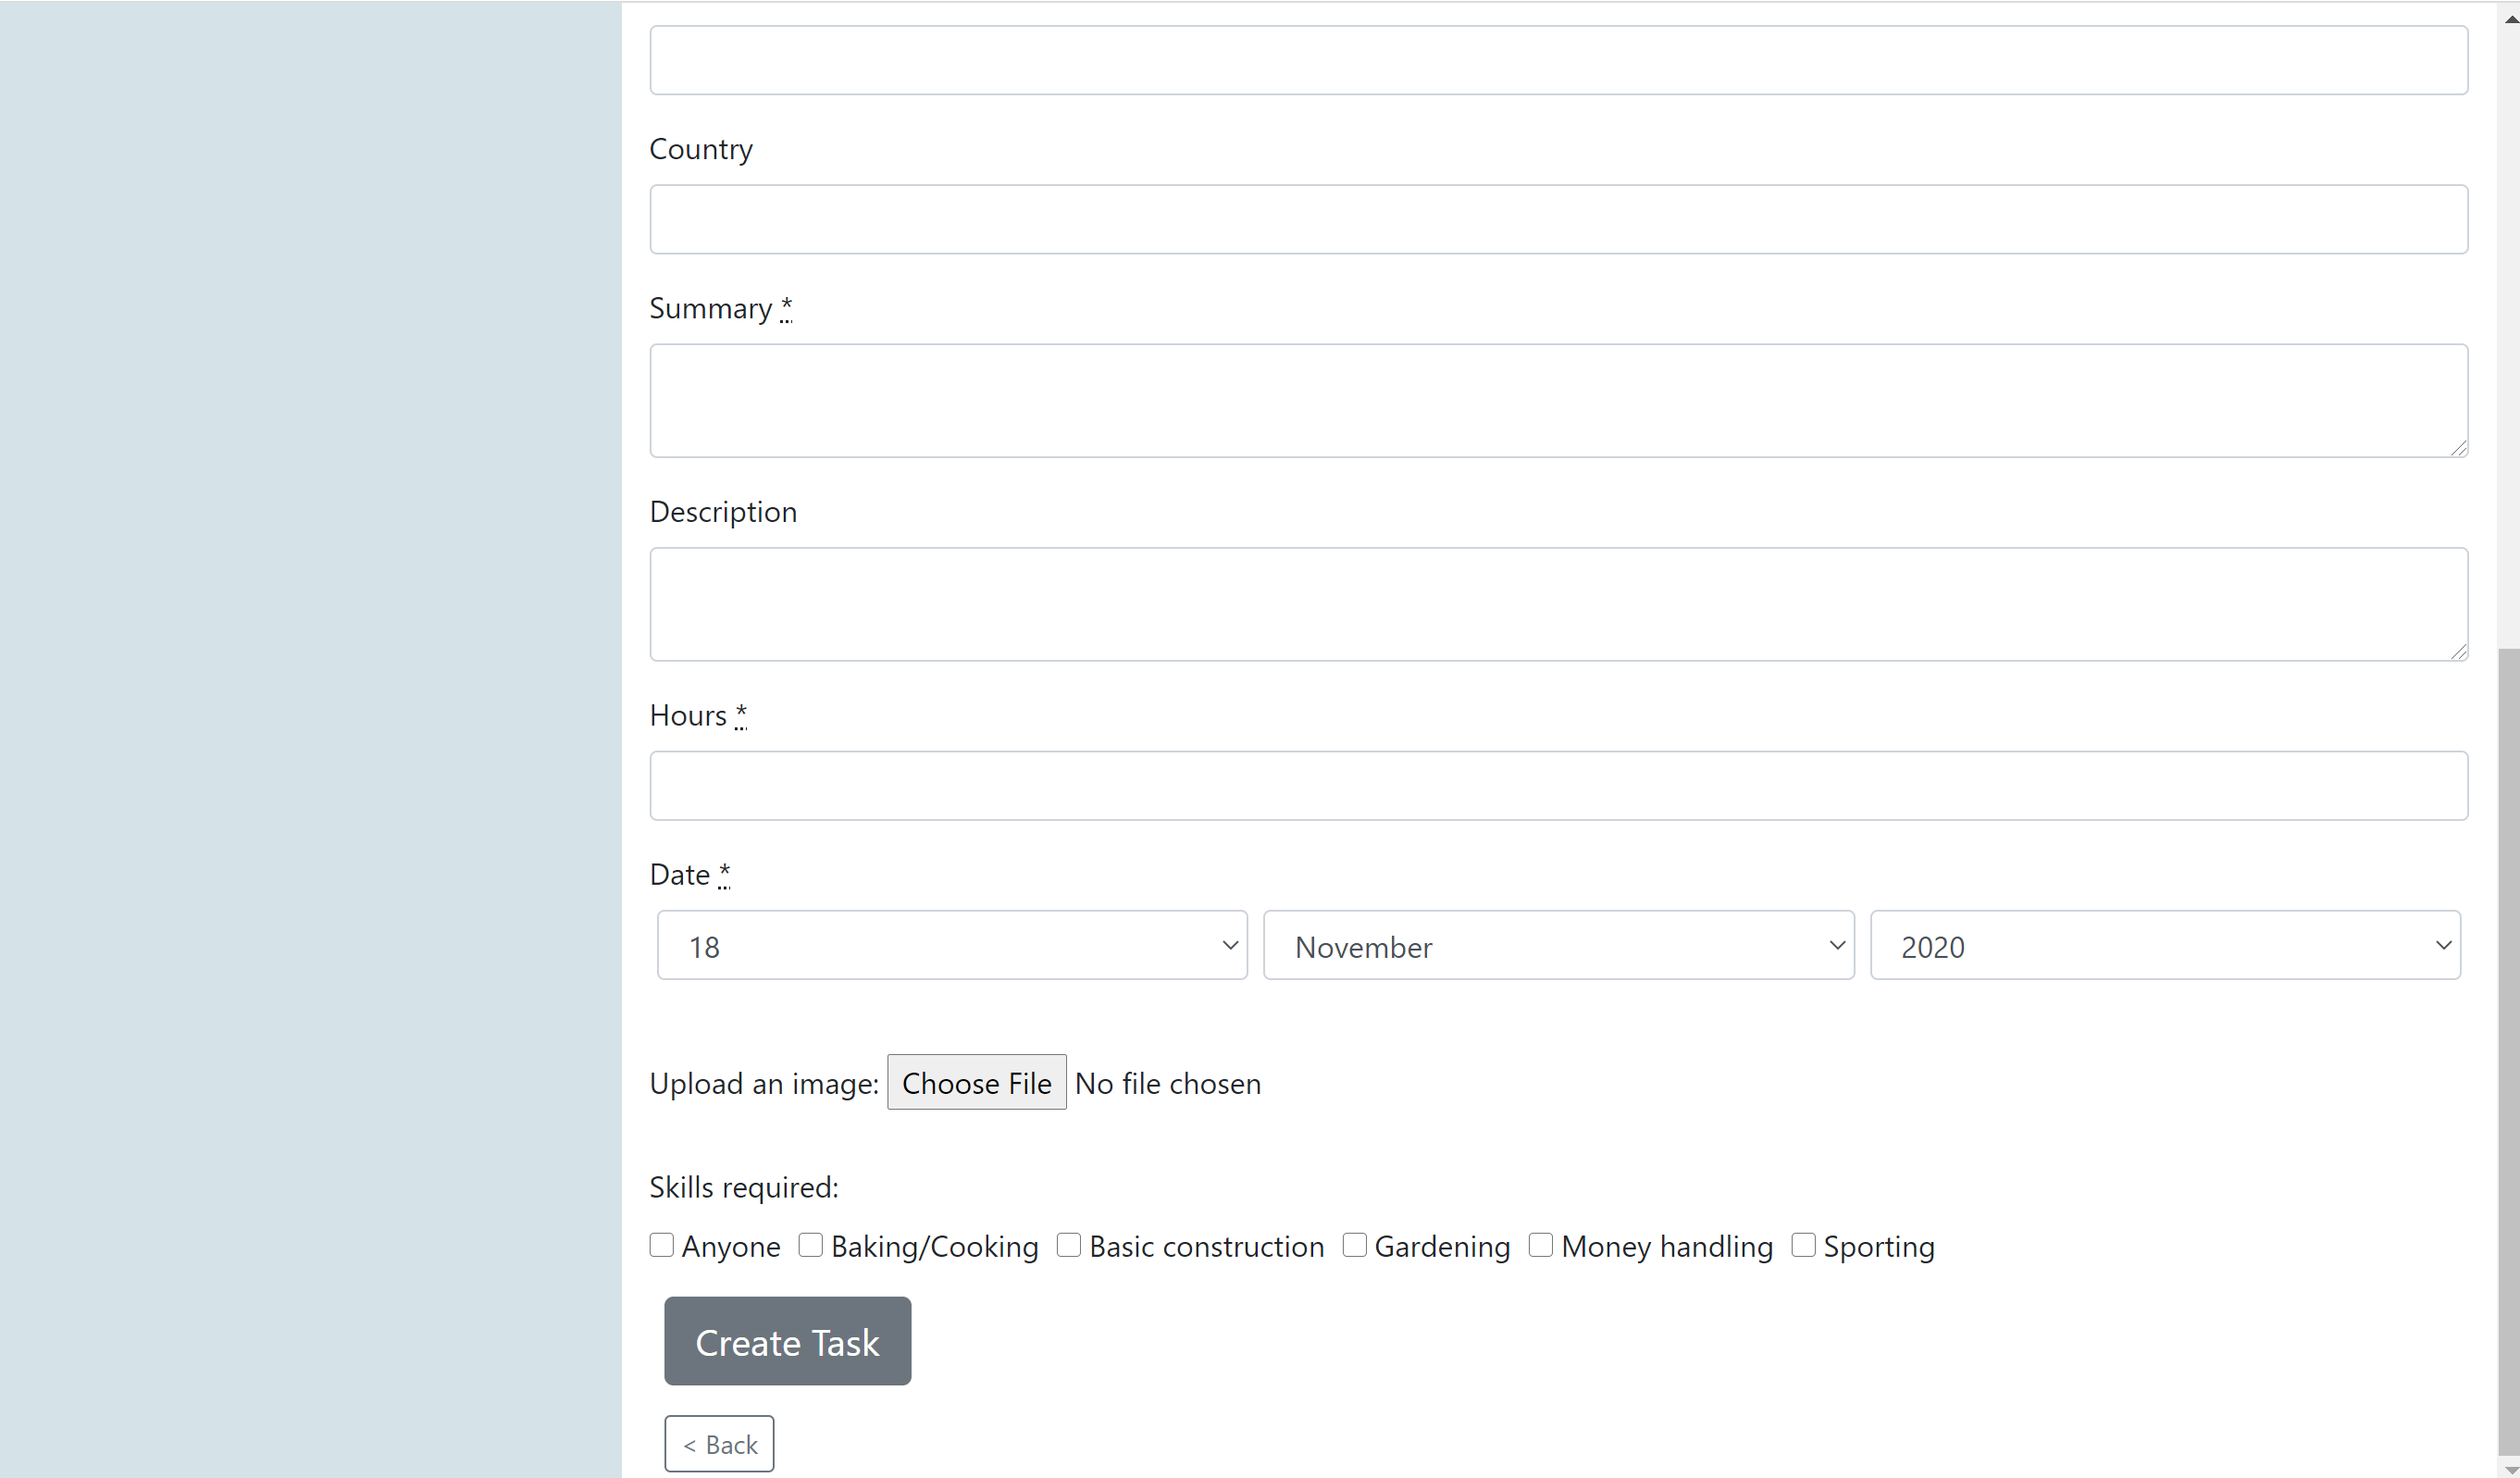 Country
Summary *
Description
Hours *
Date *
18 November 2020
Upload an image: Choose File No file chosen
Skills required:
Anyone Baking/Cooking Basic construction Gardening Money handling Sporting
Create Task
< Back